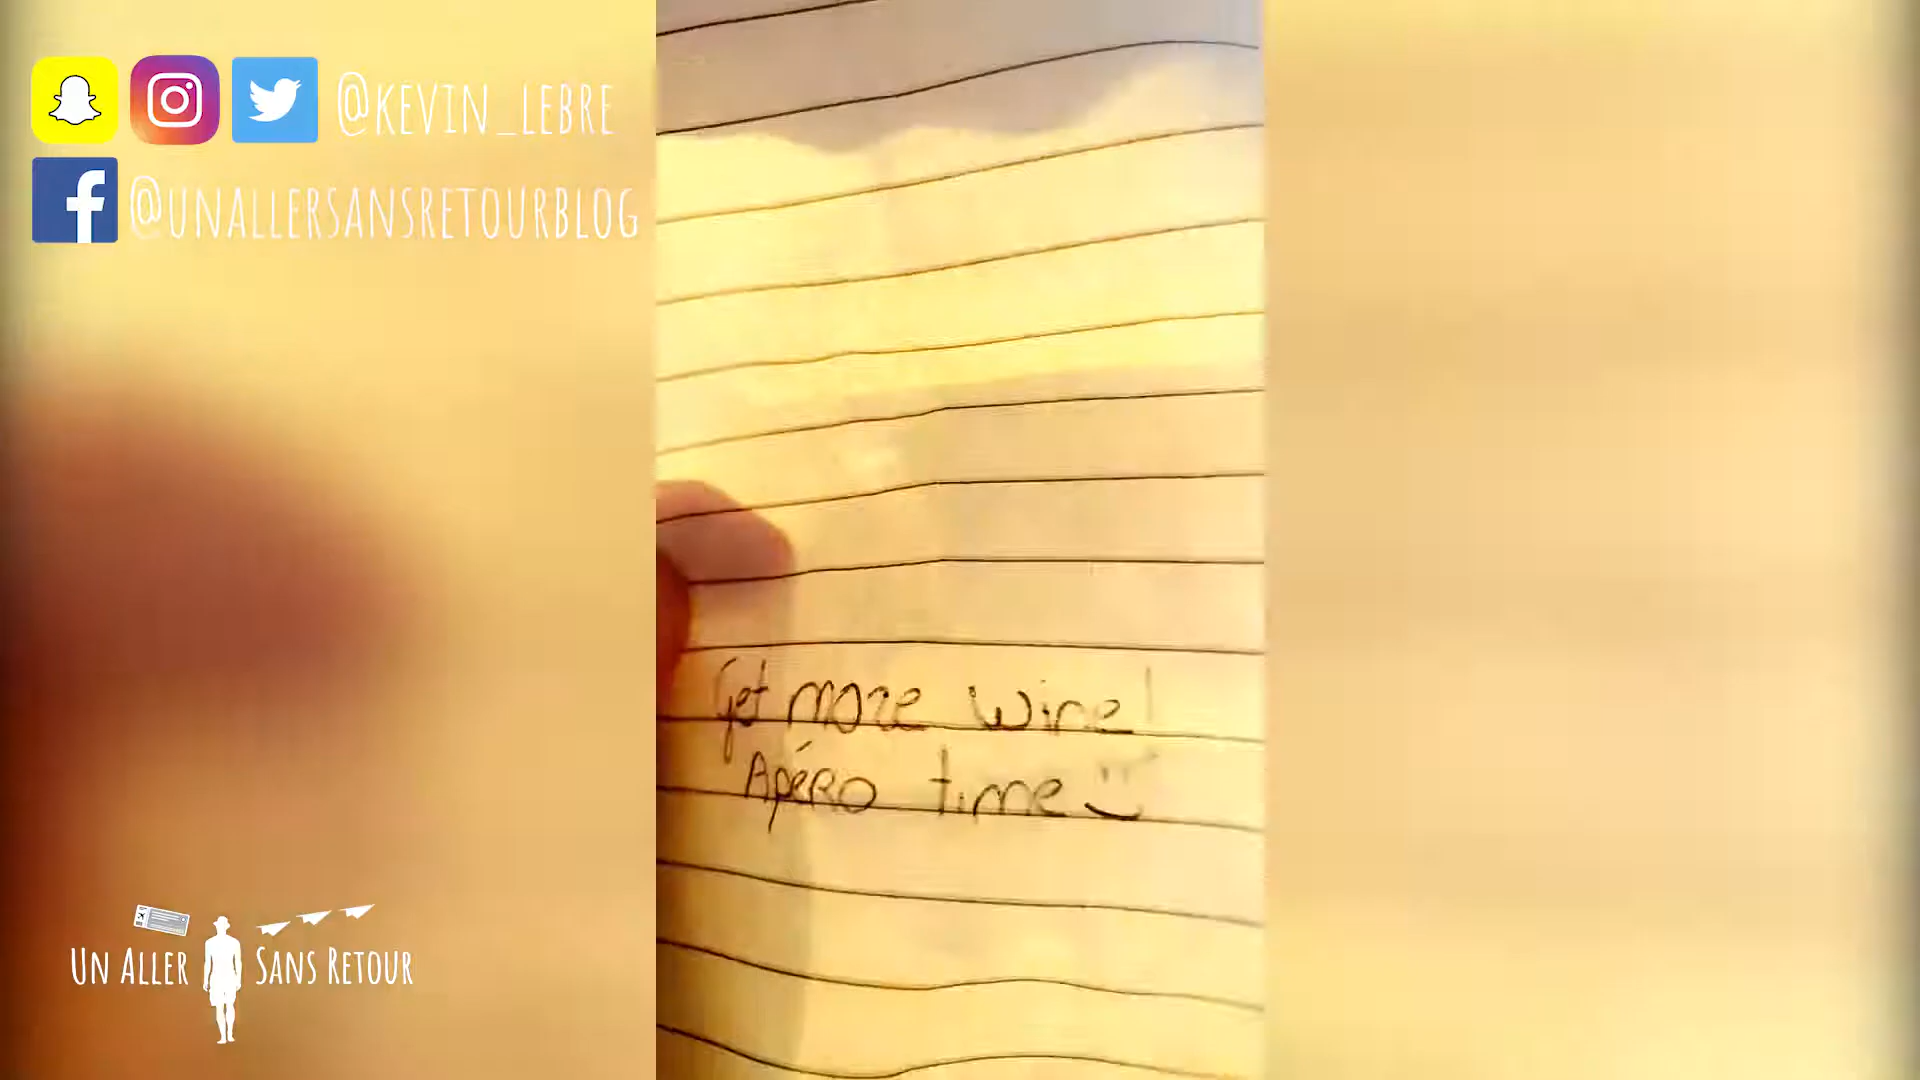 @KEVIN_LEBRE
@UNALLERSANSRETOURBLOG
Get more wine!
Apéro time
UN ALLER SANS RETOUR